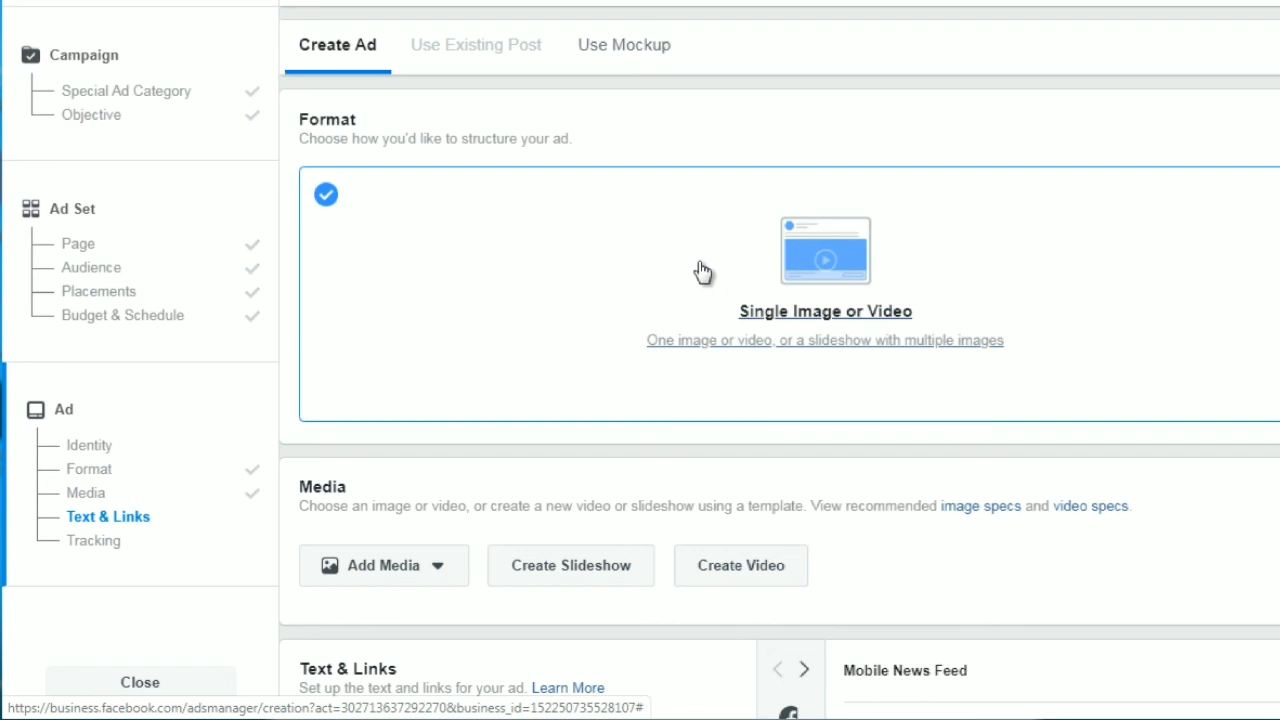 Campaign
Special Ad Category
Objective
Ad Set
Page
Audience
Placements
Budget & Schedule
Ad
Identity
Format
Media
Text & Links
Tracking
Close
Create Ad
Use Existing Post
Use Mockup
Format
Choose how you'd like to structure your ad.
Single Image or Video
One image or video, or a slideshow with multiple images
Media
Choose an image or video, or create a new video or slideshow using a template. View recommended image specs and video specs.
Add Media
Create Slideshow
Create Video
Text & Links
Set up the text and links for your ad. Learn More
Mobile News Feed
https://business.facebook.com/adsmanager/creation?act=302713637292270&business_id=152250735528107#